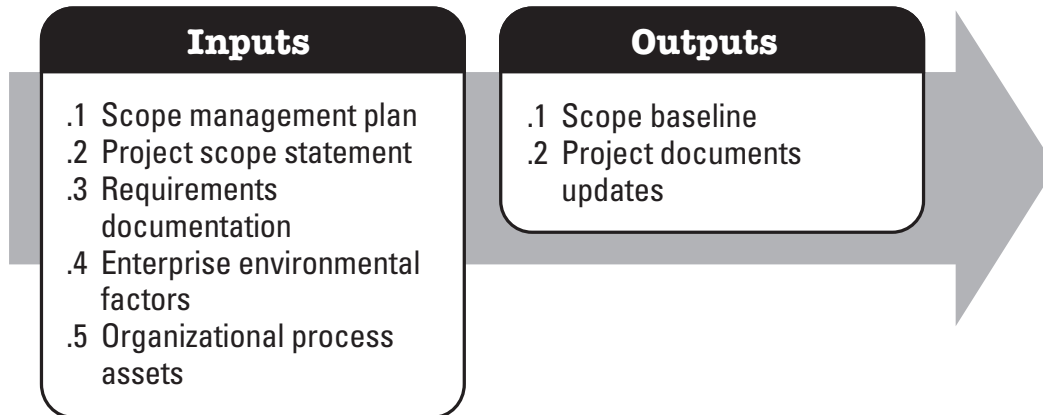 Inputs
.1 Scope management plan
.2 Project scope statement
.3 Requirements
documentation
.4 Enterprise environmental
factors
.5 Organizational process
assets
Outputs
.1 Scope baseline
.2 Project documents
updates